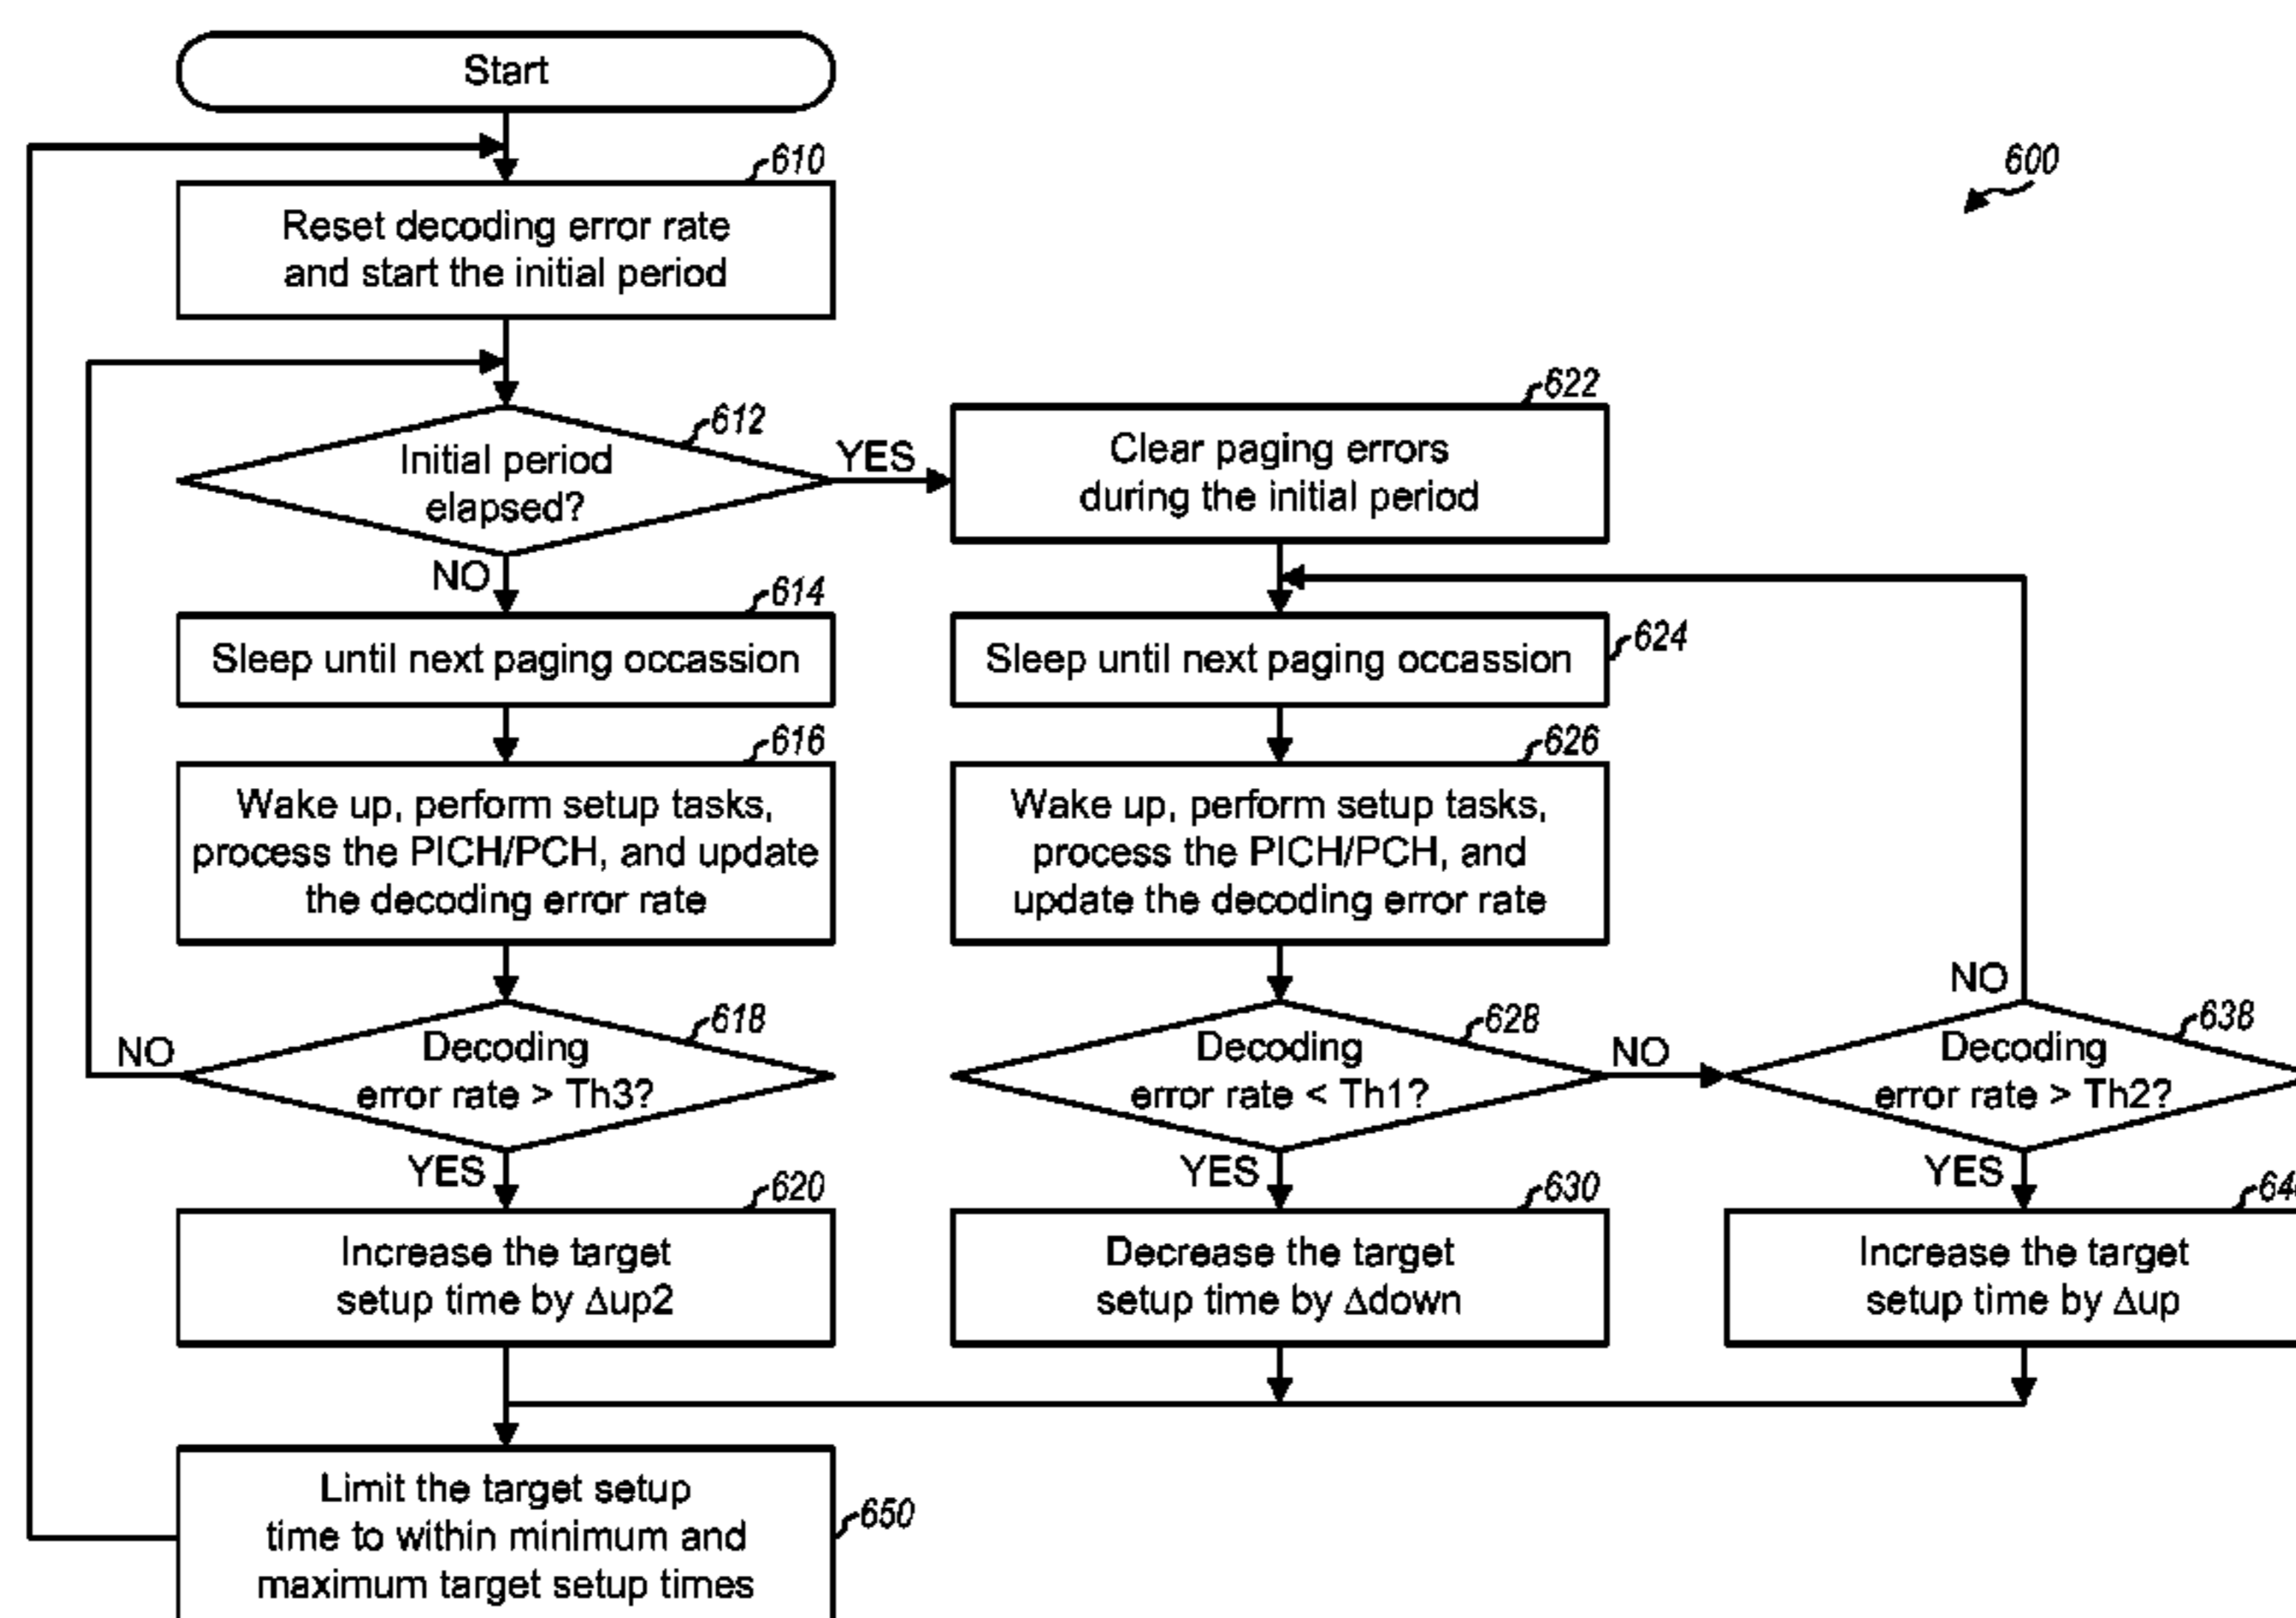 Start
600
610
Reset decoding error rate
and start the initial period
612
Initial period
elapsed?
YES
NO
622
Clear paging errors
during the initial period
614
Sleep until next paging occassion
624
Sleep until next paging occassion
616
Wake up, perform setup tasks,
process the PICH/PCH, and update
the decoding error rate
626
Wake up, perform setup tasks,
process the PICH/PCH, and
update the decoding error rate
618
Decoding
error rate > Th3?
NO
YES
628
Decoding
error rate < Th1?
NO
YES
638
Decoding
error rate > Th2?
NO
YES
620
Increase the target
setup time by Δup2
630
Decrease the target
setup time by Δdown
Increase the target
setup time by Δup
650
Limit the target setup
time to within minimum and
maximum target setup times